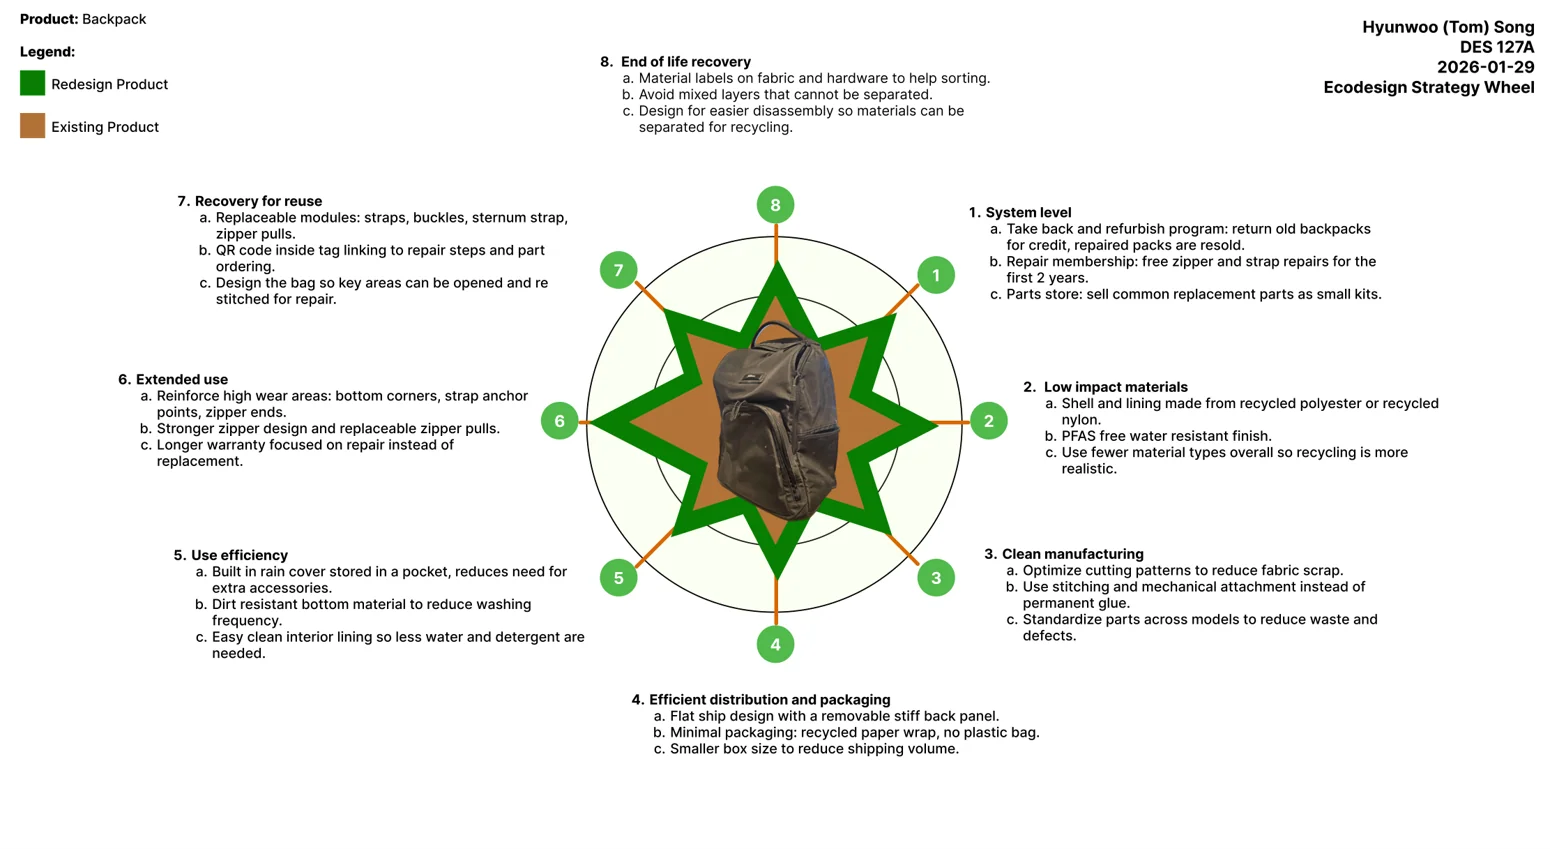 Product: Backpack
Legend:
Redesign Product
Existing Product
Hyunwoo (Tom) Song
DES 127A
2026-01-29
Ecodesign Strategy Wheel
8. End of life recovery
a. Material labels on fabric and hardware to help sorting.
b. Avoid mixed layers that cannot be separated.
c. Design for easier disassembly so materials can be
separated for recycling.
7. Recovery for reuse
a. Replaceable modules: straps, buckles, sternum strap,
zipper pulls.
b. QR code inside tag linking to repair steps and part
ordering.
c. Design the bag so key areas can be opened and re
stitched for repair.
1. System level
a. Take back and refurbish program: return old backpacks
for credit, repaired packs are resold.
b. Repair membership: free zipper and strap repairs for the
first 2 years.
c. Parts store: sell common replacement parts as small kits.
6. Extended use
a. Reinforce high wear areas: bottom corners, strap anchor
points, zipper ends.
b. Stronger zipper design and replaceable zipper pulls.
c. Longer warranty focused on repair instead of
replacement.
2. Low impact materials
a. Shell and lining made from recycled polyester or recycled
nylon.
b. PFAS free water resistant finish.
c. Use fewer material types overall so recycling is more
realistic.
5. Use efficiency
a. Built in rain cover stored in a pocket, reduces need for
extra accessories.
b. Dirt resistant bottom material to reduce washing
frequency.
c. Easy clean interior lining so less water and detergent are
needed.
3. Clean manufacturing
a. Optimize cutting patterns to reduce fabric scrap.
b. Use stitching and mechanical attachment instead of
permanent glue.
c. Standardize parts across models to reduce waste and
defects.
4. Efficient distribution and packaging
a. Flat ship design with a removable stiff back panel.
b. Minimal packaging: recycled paper wrap, no plastic bag.
c. Smaller box size to reduce shipping volume.
8
7
1
6
2
5
3
4